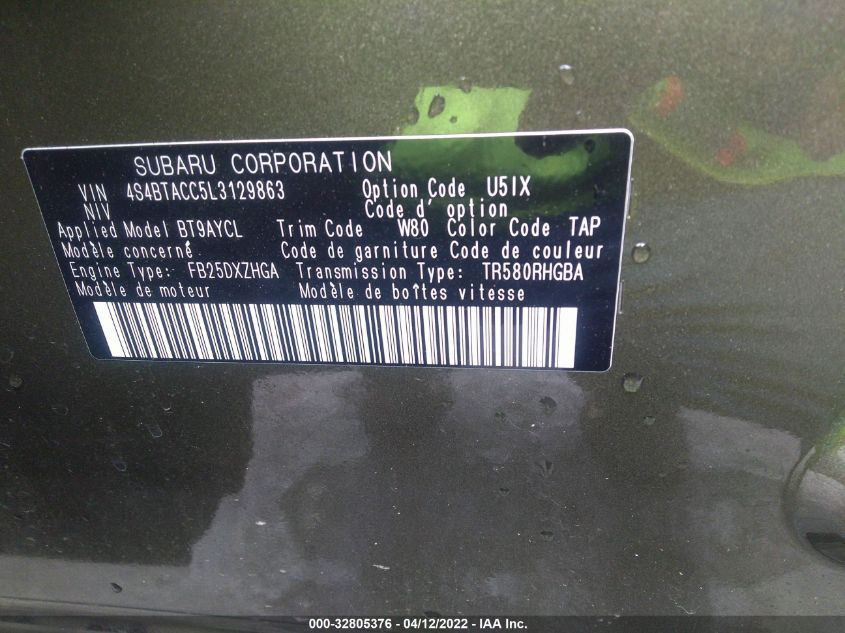 SUBARU CORPORATION
VIN 4S4BTACC5L3129863 Option Code U5IX
NIV Code d' option
Applied Model BT9AYCL Trim Code W80 Color Code TAP
Modèle concerné Code de garniture Code de couleur
Engine Type: FB25DXZHGA Transmission Type: TR580RHGBA
Modèle de moteur Modèle de boîtes vitesse
000-32805376 - 04/12/2022 - IAA Inc.